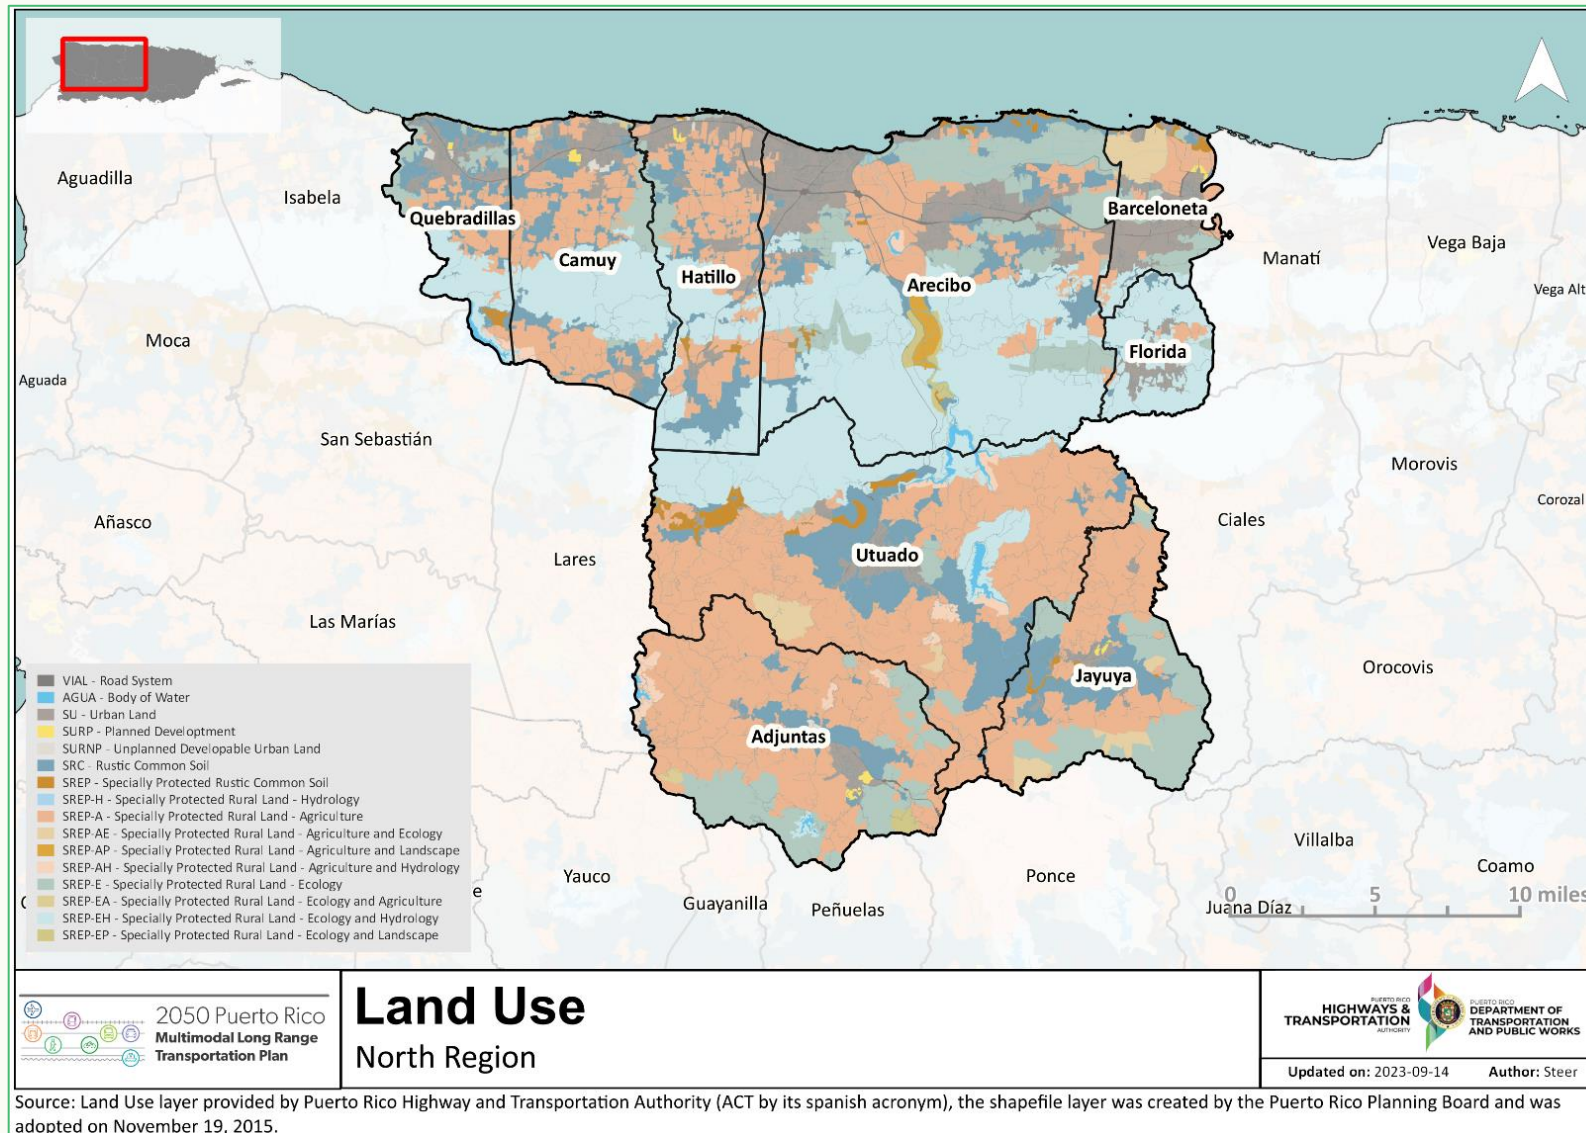 Aguadilla
Isabela
Quebradillas
Camuy
Hatillo
Arecibo
Barceloneta
Manatí
Vega Baja
Vega Alt
Moca
Aguada
Florida
San Sebastián
Morovis
Corozal
Añasco
Ciales
Lares
Utuado
Las Marías
Orocovis
Jayuya
Adjuntas
Villalba
Coamo
Yauco
Ponce
Guayanilla
Peñuelas
Juana Díaz
e
0 5 10 miles
VIAL - Road System
AGUA - Body of Water
SU - Urban Land
SURP - Planned Developtment
SURNP - Unplanned Developable Urban Land
SRC - Rustic Common Soil
SREP - Specially Protected Rustic Common Soil
SREP-H - Specially Protected Rural Land - Hydrology
SREP-A - Specially Protected Rural Land - Agriculture
SREP-AE - Specially Protected Rural Land - Agriculture and Ecology
SREP-AP - Specially Protected Rural Land - Agriculture and Landscape
SREP-AH - Specially Protected Rural Land - Agriculture and Hydrology
SREP-E - Specially Protected Rural Land - Ecology
SREP-EA - Specially Protected Rural Land - Ecology and Agriculture
SREP-EH - Specially Protected Rural Land - Ecology and Hydrology
SREP-EP - Specially Protected Rural Land - Ecology and Landscape
2050 Puerto Rico
Multimodal Long Range
Transportation Plan
Land Use
North Region
PUERTO RICO
HIGHWAYS &
TRANSPORTATION
AUTHORITY
PUERTO RICO
DEPARTMENT OF
TRANSPORTATION
AND PUBLIC WORKS
Updated on: 2023-09-14 Author: Steer
Source: Land Use layer provided by Puerto Rico Highway and Transportation Authority (ACT by its spanish acronym), the shapefile layer was created by the Puerto Rico Planning Board and was
adopted on November 19, 2015.